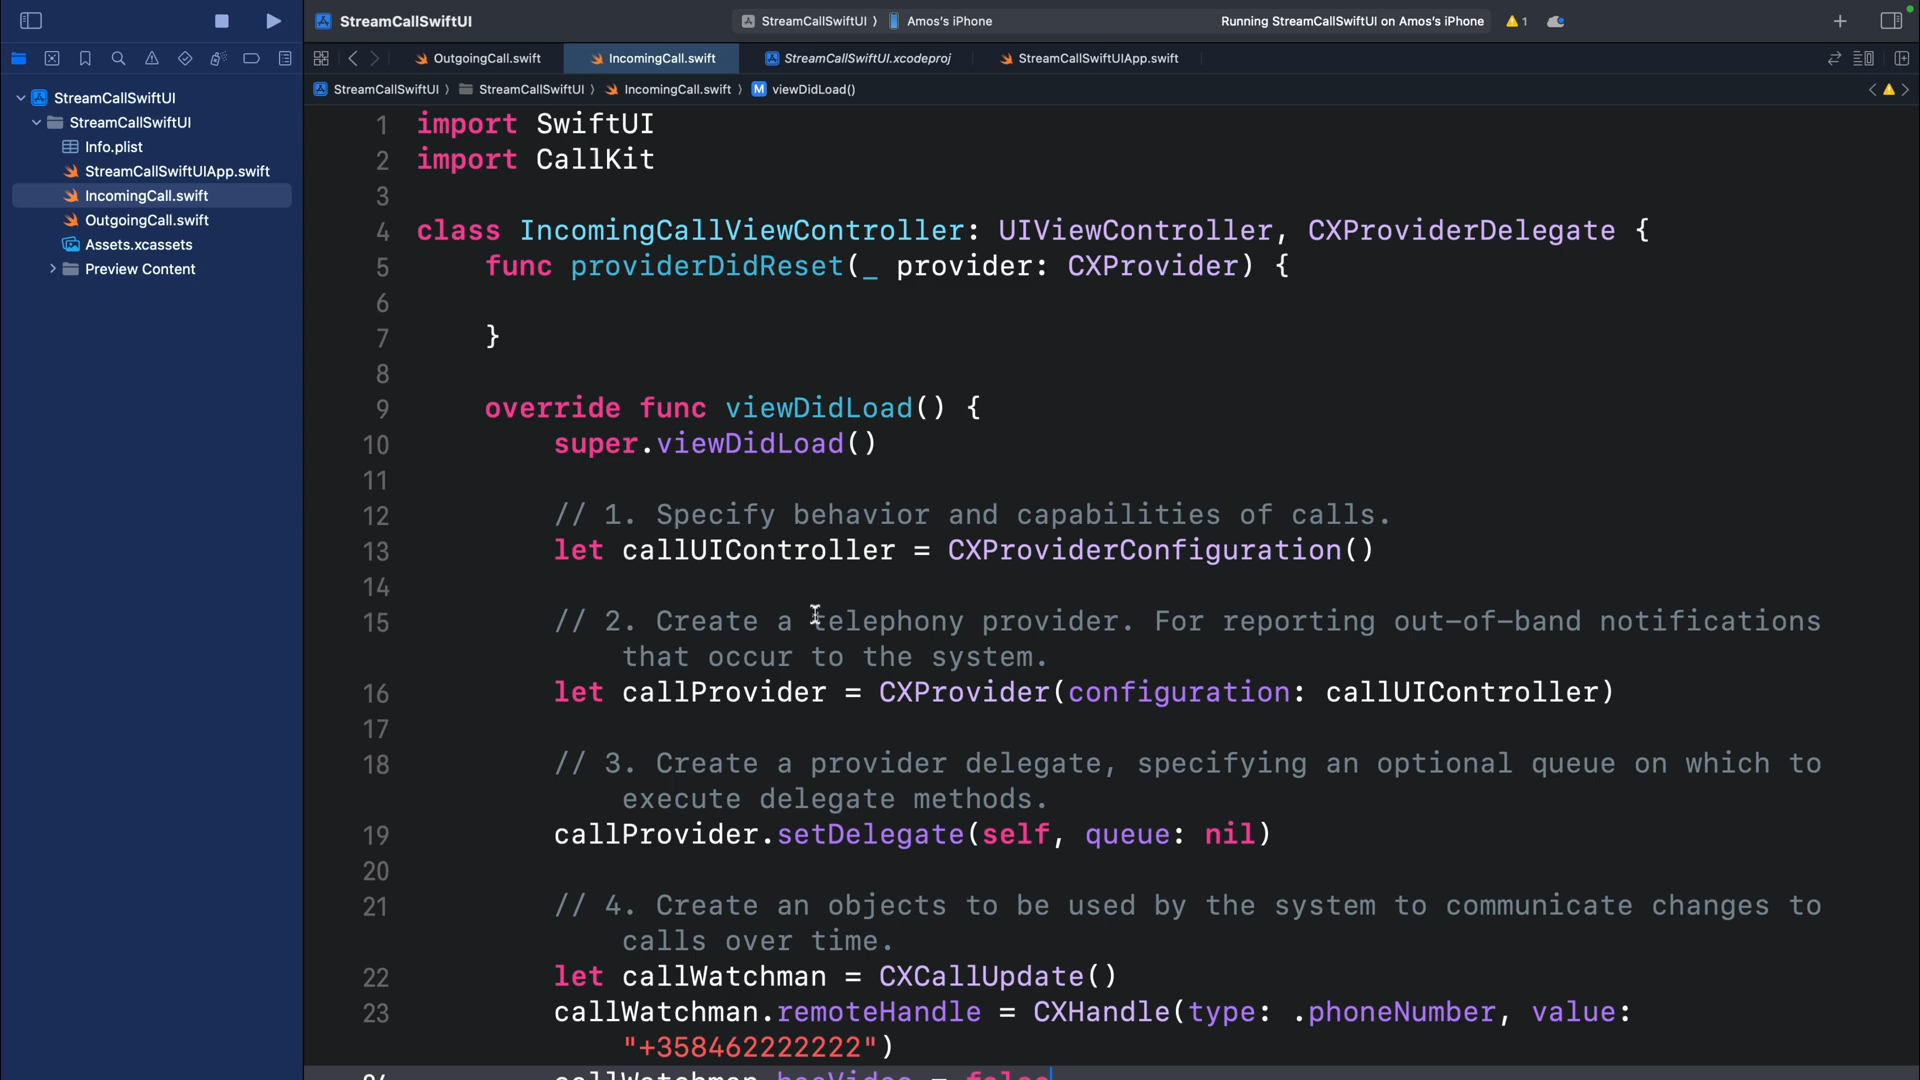 StreamCallSwiftUI
StreamCallSwiftUI 〉 Amos's iPhone
Running StreamCallSwiftUI on Amos's iPhone
1
OutgoingCall.swift
IncomingCall.swift
StreamCallSwiftUI.xcodeproj
StreamCallSwiftUIApp.swift
StreamCallSwiftUI 〉 StreamCallSwiftUI 〉 IncomingCall.swift 〉 M viewDidLoad()
StreamCallSwiftUI
StreamCallSwiftUI
Info.plist
StreamCallSwiftUIApp.swift
IncomingCall.swift
OutgoingCall.swift
Assets.xcassets
Preview Content
1 import SwiftUI
2 import CallKit
3
4 class IncomingCallViewController: UIViewController, CXProviderDelegate {
5 func providerDidReset(_ provider: CXProvider) {
6
7 }
8
9 override func viewDidLoad() {
10 super.viewDidLoad()
11
12 // 1. Specify behavior and capabilities of calls.
13 let callUIController = CXProviderConfiguration()
14
15 // 2. Create a telephony provider. For reporting out-of-band notifications
that occur to the system.
16 let callProvider = CXProvider(configuration: callUIController)
17
18 // 3. Create a provider delegate, specifying an optional queue on which to
execute delegate methods.
19 callProvider.setDelegate(self, queue: nil)
20
21 // 4. Create an objects to be used by the system to communicate changes to
calls over time.
22 let callWatchman = CXCallUpdate()
23 callWatchman.remoteHandle = CXHandle(type: .phoneNumber, value:
"+358462222222")
24 callWatchman.hasVideo = false